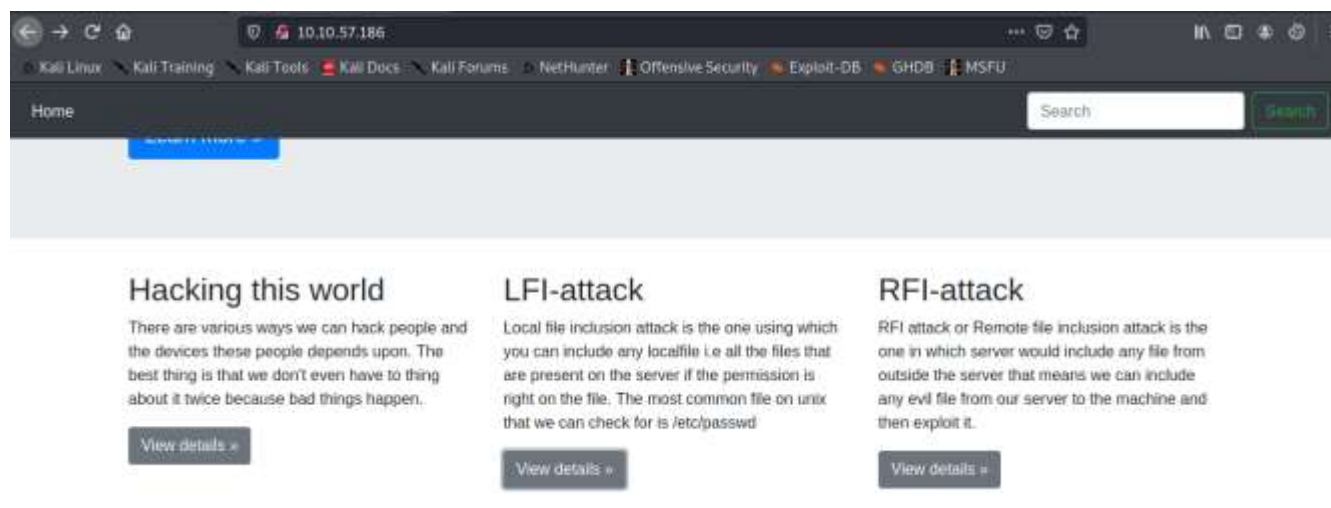 10.10.57.186
Kali Linux Kali Training Kali Tools Kali Docs Kali Forums NetHunter Offensive Security Exploit-DB GHDB MSFU
Home Search Search
Learn more »
Hacking this world
There are various ways we can hack people and
the devices these people depends upon. The
best thing is that we don't even have to thing
about it twice because bad things happen.
View details »
LFI-attack
Local file inclusion attack is the one using which
you can include any localfile i.e all the files that
are present on the server if the permission is
right on the file. The most common file on unix
that we can check for is /etc/passwd
View details »
RFI-attack
RFI attack or Remote file inclusion attack is the
one in which server would include any file from
outside the server that means we can include
any evil file from our server to the machine and
then exploit it.
View details »